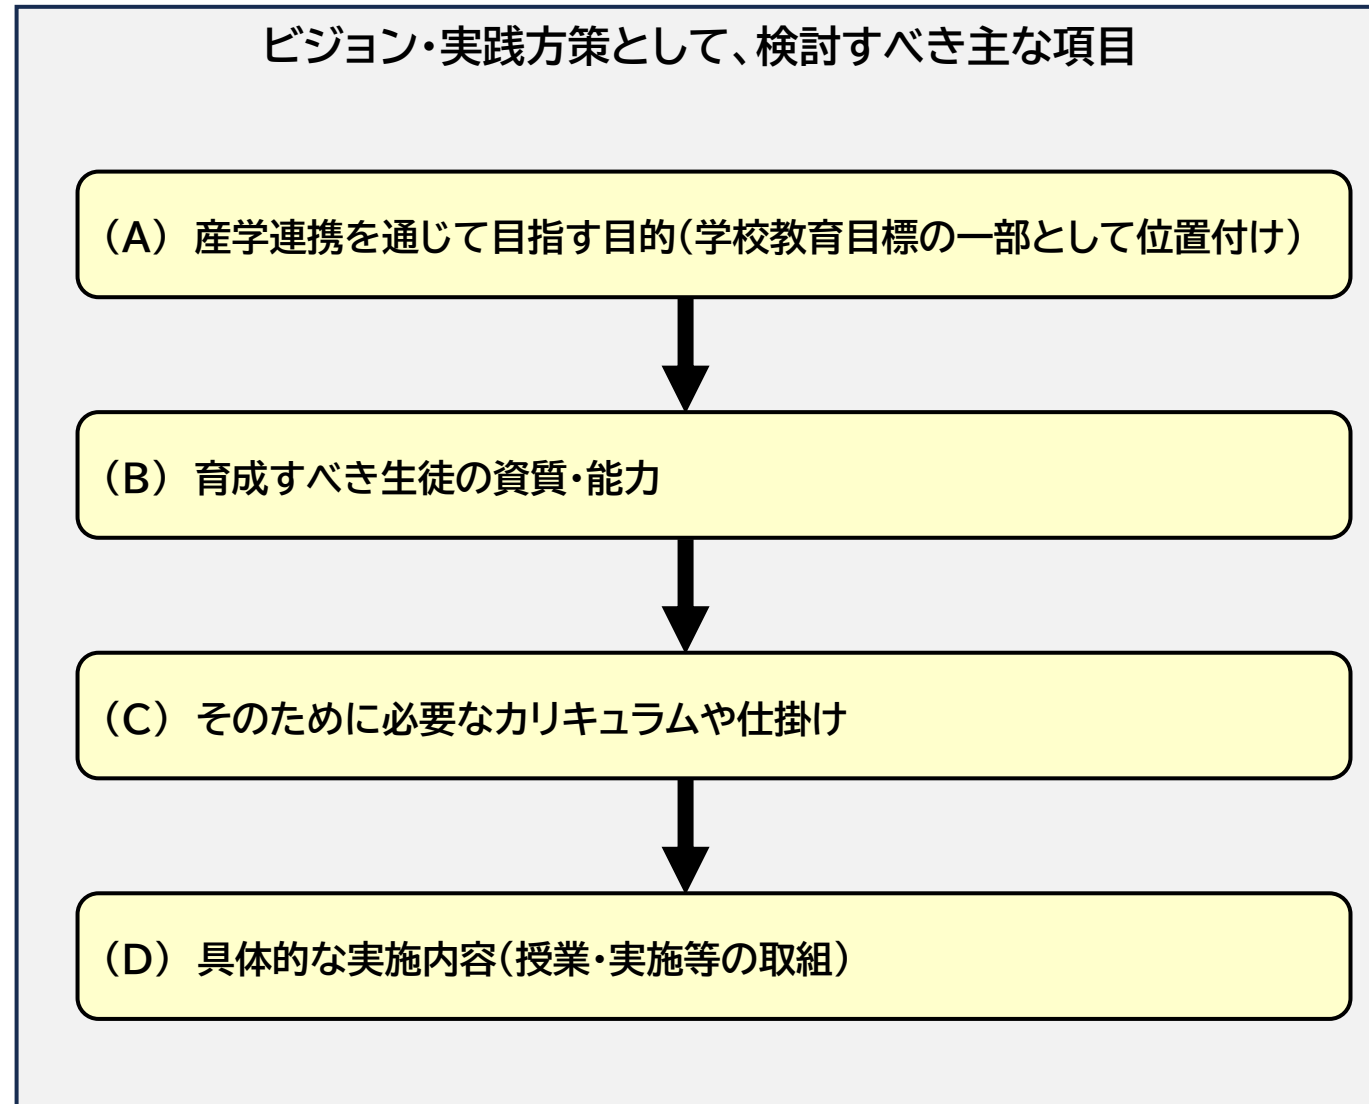 ビジョン・実践方策として、検討すべき主な項目
（A） 産学連携を通じて目指す目的（学校教育目標の一部として位置付け）
（B） 育成すべき生徒の資質・能力
（C） そのために必要なカリキュラムや仕掛け
（D） 具体的な実施内容（授業・実施等の取組）